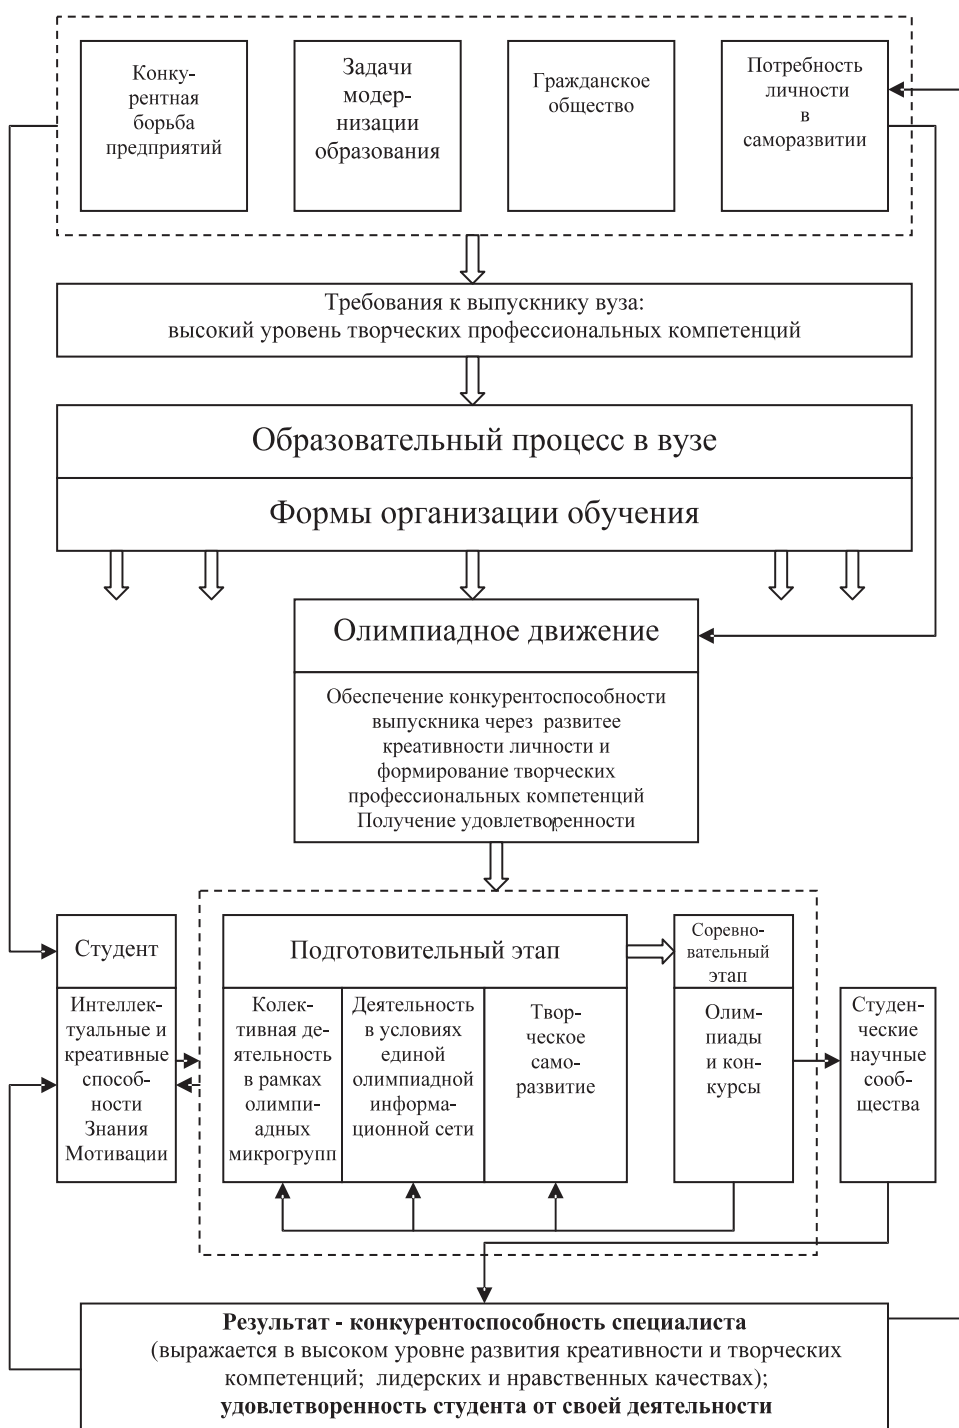 Конку-
рентная
борьба
предприятий
Задачи
модер-
низации
образования
Гражданское
общество
Потребность
личности
в
саморазвитии
Требования к выпускнику вуза:
высокий уровень творческих профессиональных компетенций
Образовательный процесс в вузе
Формы организации обучения
Олимпиадное движение
Обеспечение конкурентоспособности
выпускника через развитее
креативности личности и
формирование творческих
профессиональных компетенций
Получение удовлетворенности
Студент
Интеллек-
туальные и
креативные
способ-
ности
Знания
Мотивации
Подготовительный этап
Колек-
тивная де-
ятельность
в рамках
олимпи-
адных
микрогрупп
Деятельность
в условиях
единой
олимпиадной
информа-
ционной сети
Твор-
ческое
само-
развитие
Соревно-
вательный
этап
Олим-
пиады
и кон-
курсы
Студен-
ческие
научные
сооб-
щества
Результат - конкурентоспособность специалиста
(выражается в высоком уровне развития креативности и творческих
компетенций; лидерских и нравственных качествах);
удовлетворенность студента от своей деятельности